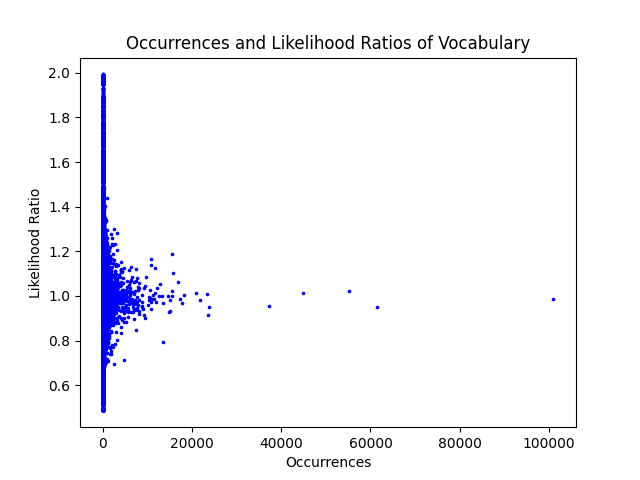 Occurrences and Likelihood Ratios of Vocabulary
2.0
1.8
1.6
1.4
1.2
1.0
0.8
0.6
Likelihood Ratio
0 20000 40000 60000 80000 100000
Occurrences